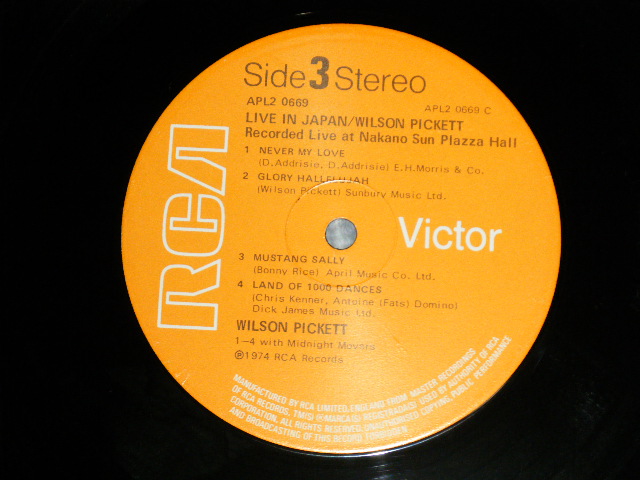 Side 3 Stereo
APL2 0669
APL2 0669 C
LIVE IN JAPAN/WILSON PICKETT
Recorded Live at Nakano Sun Plazza Hall
1 NEVER MY LOVE
(D.Addrisie, D.Addrisie) E.H.Morris & Co.
2 GLORY HALLELUJAH
(Wilson Pickett) Sunbury Music Ltd.
RCA
Victor
3 MUSTANG SALLY
(Bonny Rice) April Music Co. Ltd.
4 LAND OF 1000 DANCES
(Chris Kenner, Antoine (Fats) Domino)
Dick James Music Ltd.
WILSON PICKETT
1-4 with Midnight Movers
℗1974 RCA Records
MANUFACTURED BY RCA LIMITED, ENGLAND FROM MASTER RECORDINGS
OF RCA RECORDS, TM(S) ® MARCA(S) REGISTRADA(S) USED BY AUTHORITY OF RCA
CORPORATION, ALL RIGHTS RESERVED, UNAUTHORISED COPYING PUBLIC PERFORMANCE
AND BROADCASTING OF THIS RECORD FORBIDDEN